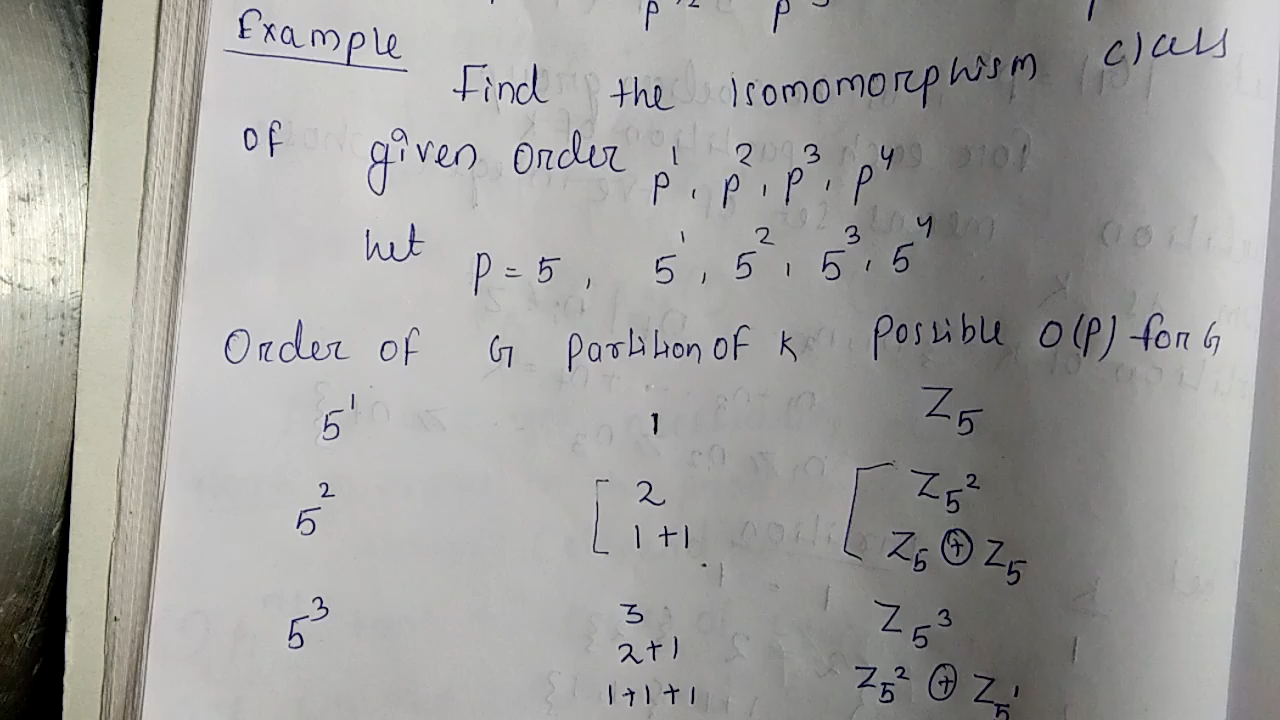 Example
Find the Isomomorphism class
of given order p¹, p², p³, p⁴
Let p = 5, 5¹, 5², 5³, 5⁴
Order of G Partition of K Possible O(P) for G
5¹ 1 Z₅
5² 2 Z₅²
1+1 Z₅ ⊕ Z₅
5³ 3 Z₅³
2+1 Z₅² ⊕ Z₅¹
1+1+1